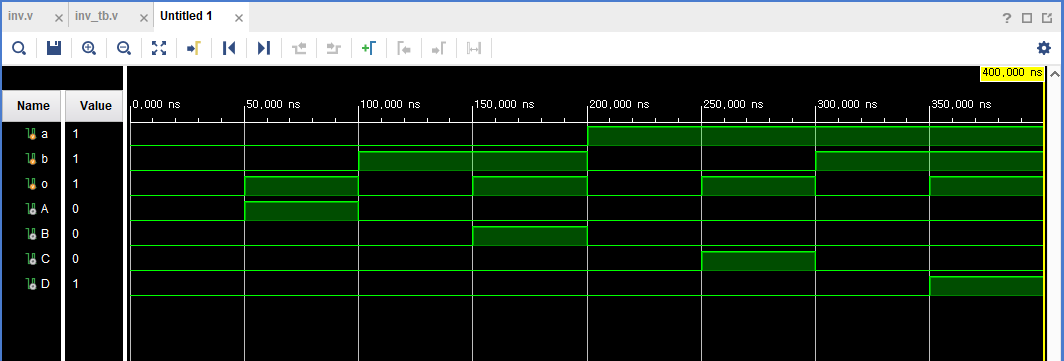 inv.v × inv_tb.v × Untitled 1 ×
?
400,000 ns
Name Value
0,000 ns 50,000 ns 100,000 ns 150,000 ns 200,000 ns 250,000 ns 300,000 ns 350,000 ns
a 1
b 1
o 1
A 0
B 0
C 0
D 1